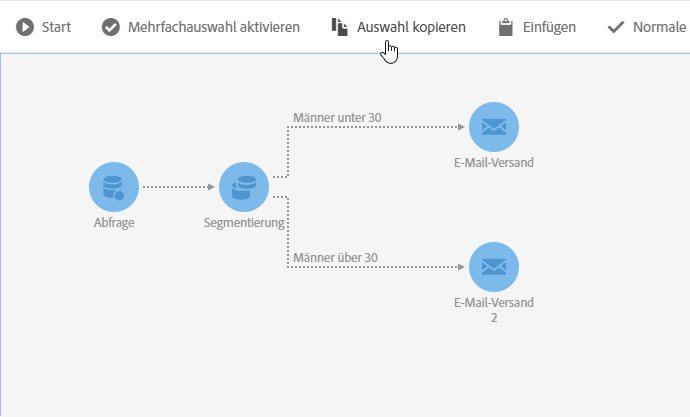 Start
Mehrfachauswahl aktivieren
Auswahl kopieren
Einfügen
Normale
Männer unter 30
E-Mail-Versand
Abfrage
Segmentierung
Männer über 30
E-Mail-Versand
2